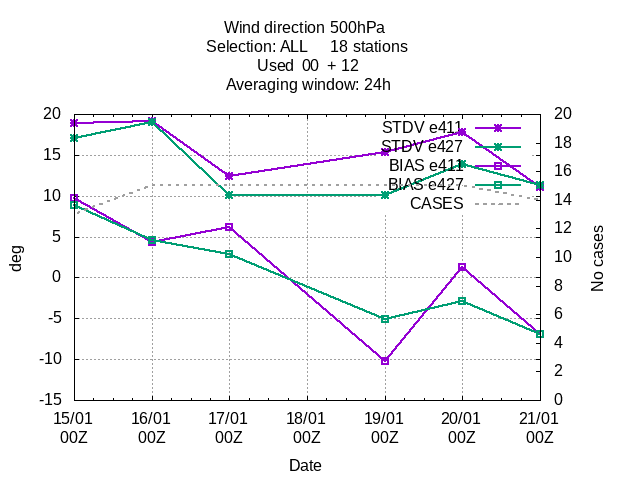 Wind direction 500hPa
Selection: ALL     18 stations
Used  00  + 12
Averaging window: 24h
20
15
10
5
0
-5
-10
-15
deg
STDV e411
STDV e427
BIAS e411
BIAS e427
CASES
20
18
16
14
12
10
8
6
4
2
0
No cases
15/01 16/01 17/01 18/01 19/01 20/01 21/01
00Z 00Z 00Z 00Z 00Z 00Z 00Z
Date